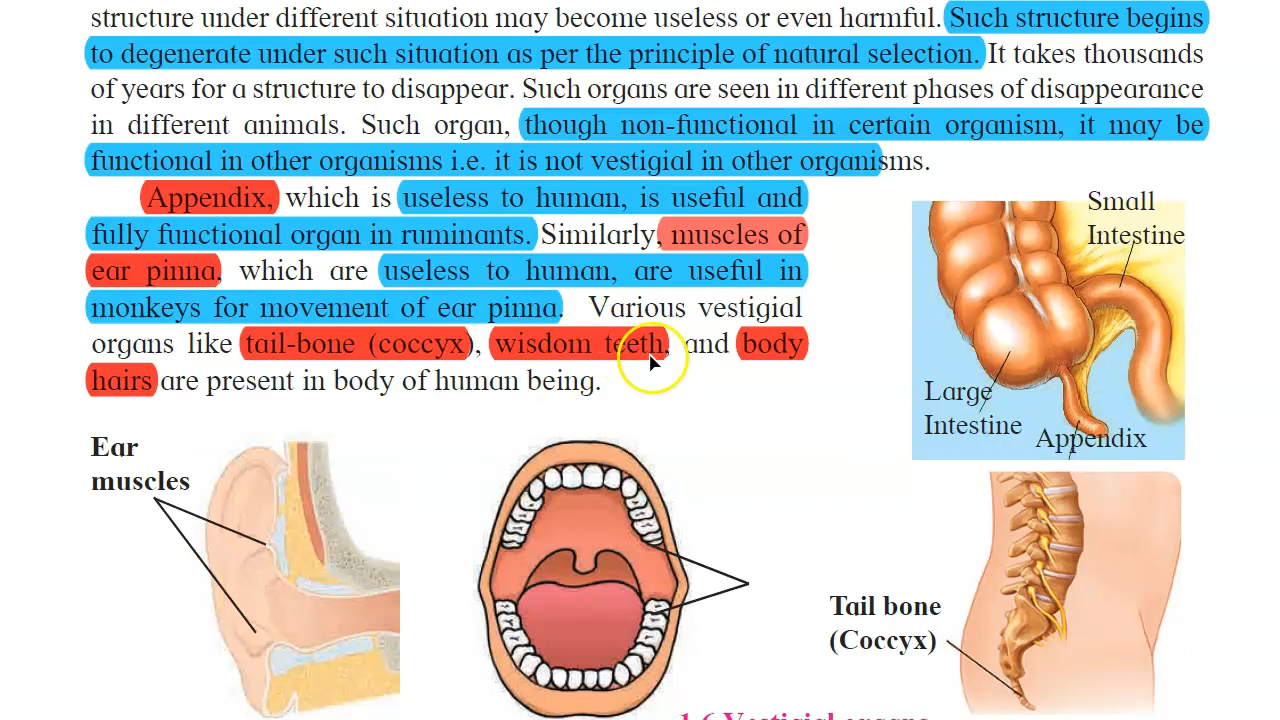 structure under different situation may become useless or even harmful. Such structure begins
to degenerate under such situation as per the principle of natural selection. It takes thousands
of years for a structure to disappear. Such organs are seen in different phases of disappearance
in different animals. Such organ, though non-functional in certain organism, it may be
functional in other organisms i.e. it is not vestigial in other organisms.
Appendix, which is useless to human, is useful and
fully functional organ in ruminants. Similarly, muscles of
ear pinna, which are useless to human, are useful in
monkeys for movement of ear pinna. Various vestigial
organs like tail-bone (coccyx), wisdom teeth, and body
hairs are present in body of human being.
Small
Intestine
Large
Intestine
Appendix
Ear
muscles
Tail bone
(Coccyx)
1.6 Vestigial organs